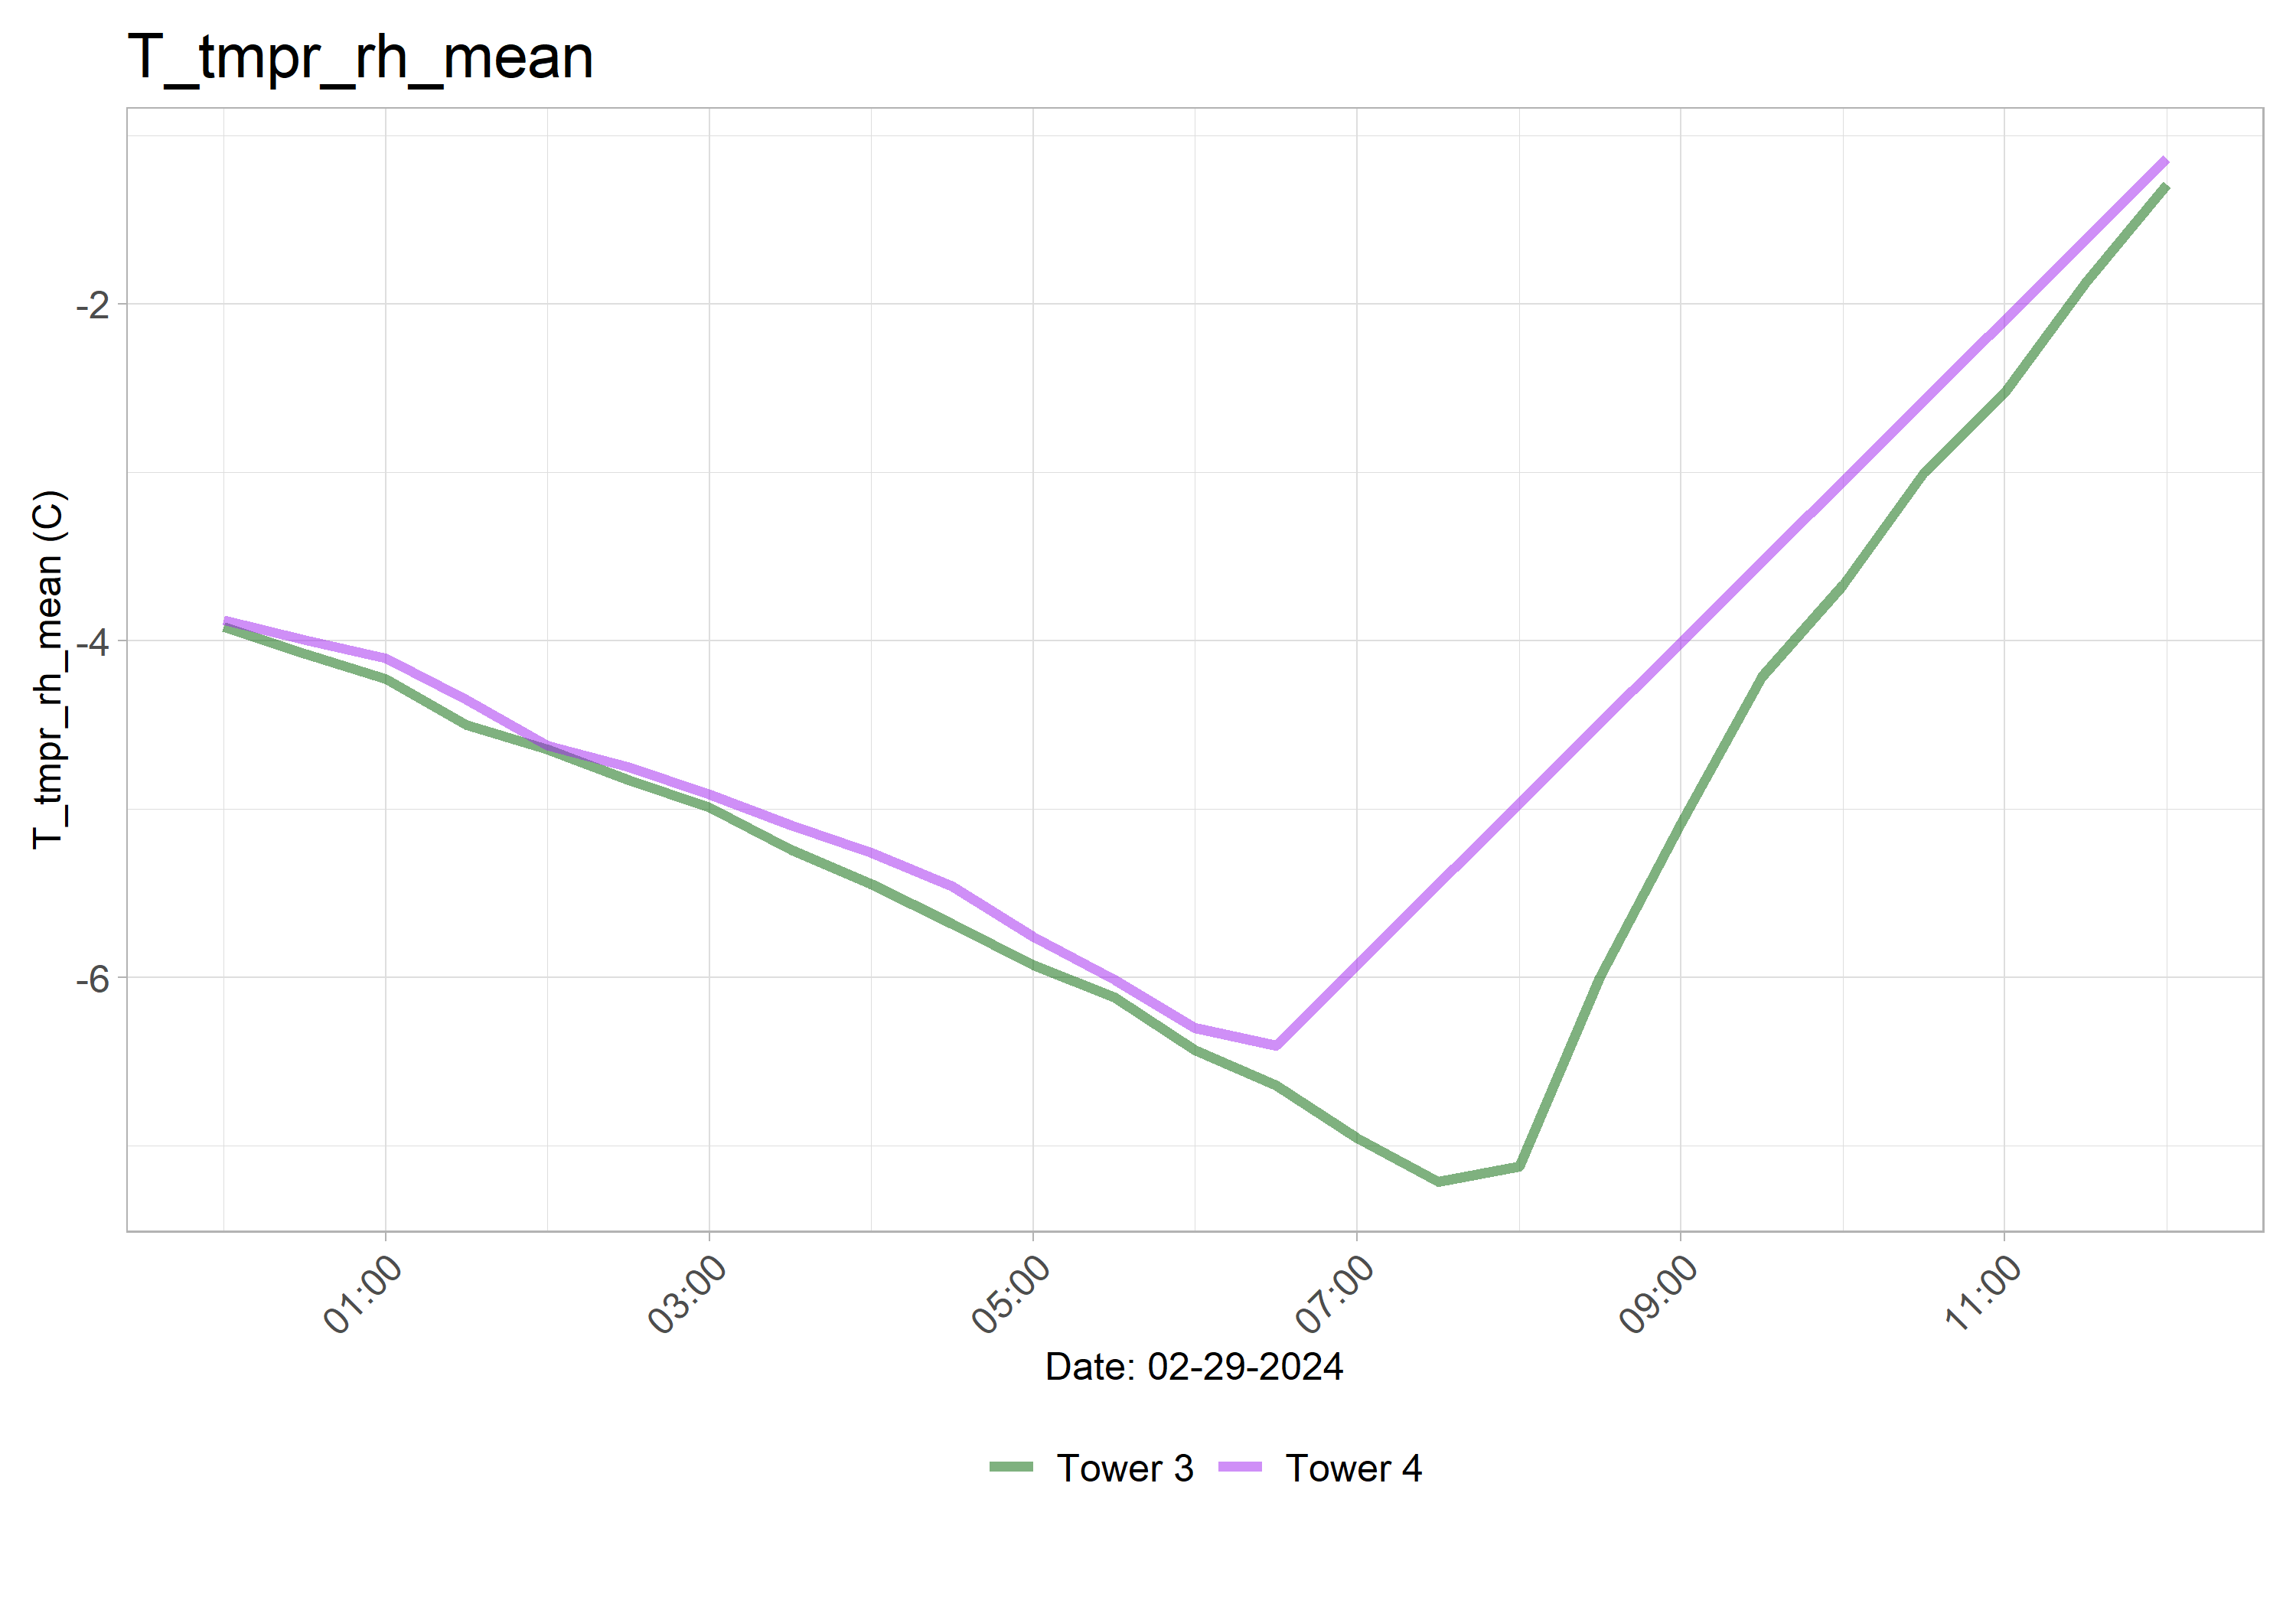 T_tmpr_rh_mean
T_tmpr_rh_mean (C)
-2
-4
-6
01:00
03:00
05:00
07:00
09:00
11:00
Date: 02-29-2024
Tower 3
Tower 4